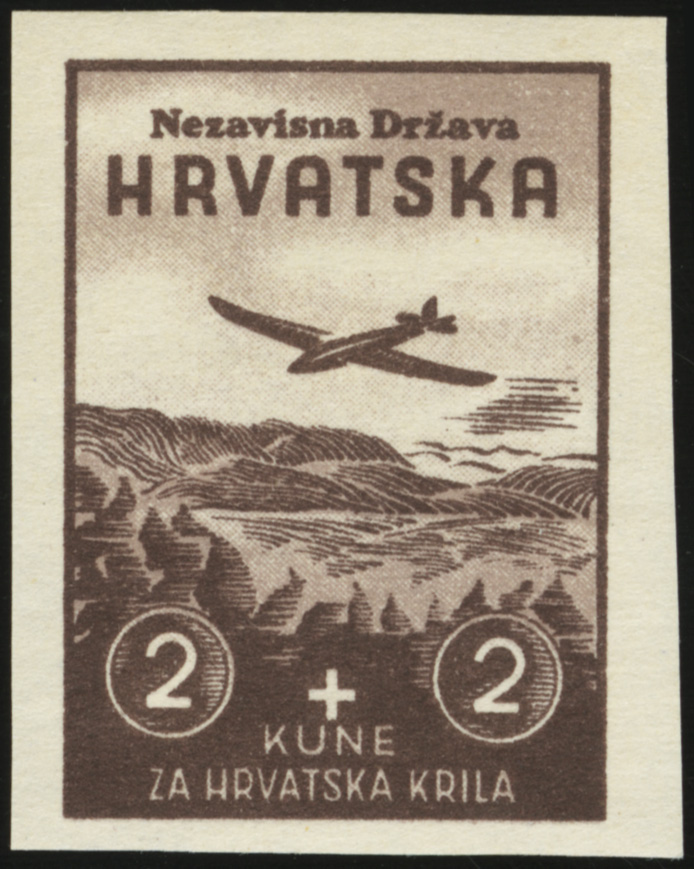 Nezavisna Država
HRVATSKA
2 + 2
KUNE
ZA HRVATSKA KRILA